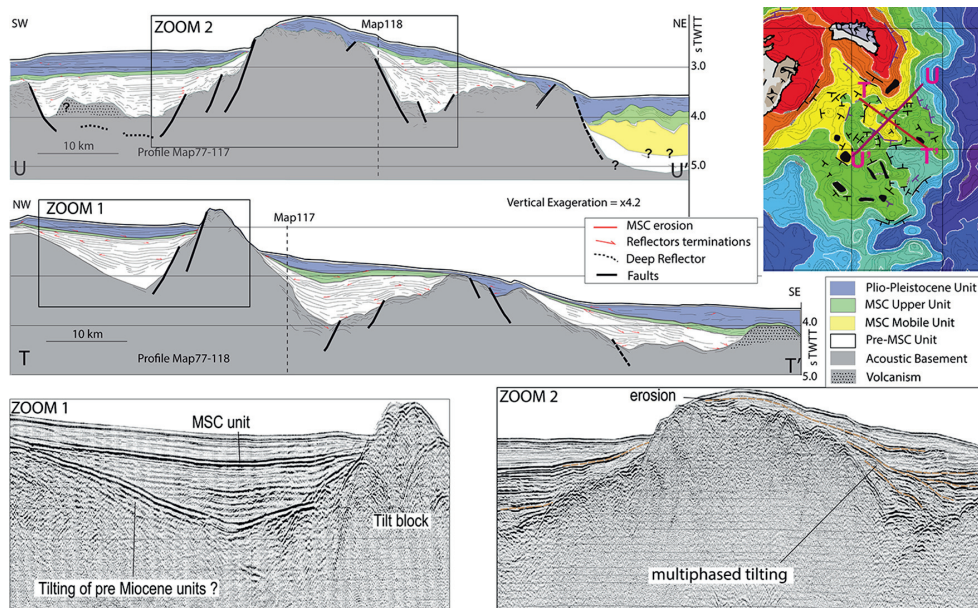 SW
ZOOM 2
Map118
NE
s TWTT
3.0
4.0
5.0
?
? ?
?
10 km
Profile Map77-117
U
U'
NW
ZOOM 1
Map117
Vertical Exageration = x4.2
MSC erosion
Reflectors terminations
Deep Reflector
Faults
SE
4.0
s TWTT
5.0
10 km
Profile Map77-118
T
T'
T
U
U'
T'
Plio-Pleistocene Unit
MSC Upper Unit
MSC Mobile Unit
Pre-MSC Unit
Acoustic Basement
Volcanism
ZOOM 1
MSC unit
Tilt block
Tilting of pre Miocene units ?
ZOOM 2
erosion
multiphased tilting